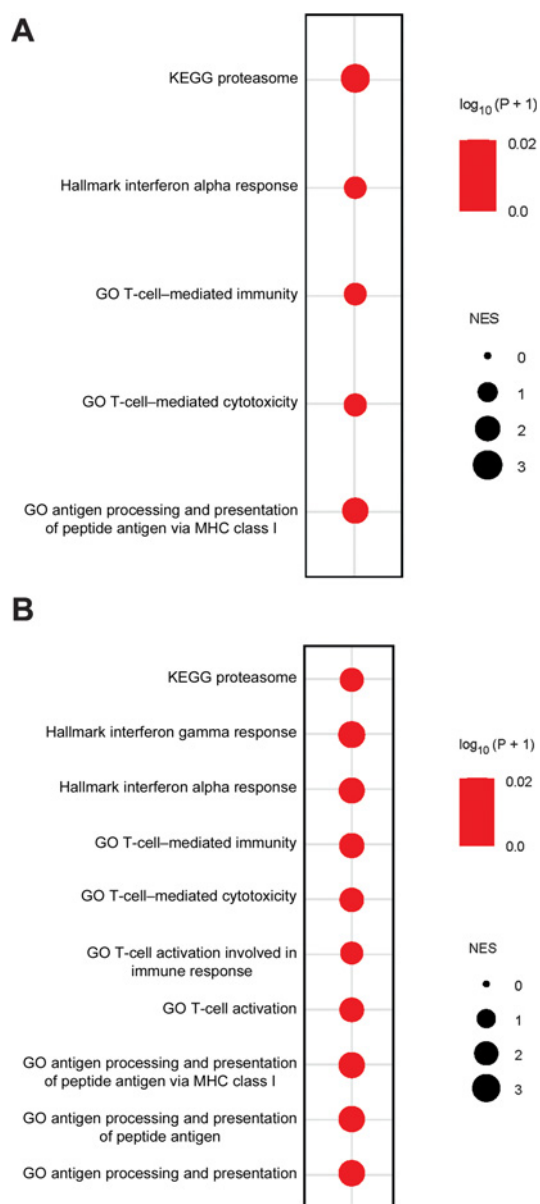 A
KEGG proteasome
Hallmark interferon alpha response
GO T-cell–mediated immunity
GO T-cell–mediated cytotoxicity
GO antigen processing and presentation
of peptide antigen via MHC class I
log10 (P + 1)
0.02
0.0
NES
0
1
2
3
B
KEGG proteasome
Hallmark interferon gamma response
Hallmark interferon alpha response
GO T-cell–mediated immunity
GO T-cell–mediated cytotoxicity
GO T-cell activation involved in
immune response
GO T-cell activation
GO antigen processing and presentation
of peptide antigen via MHC class I
GO antigen processing and presentation
of peptide antigen
GO antigen processing and presentation
log10 (P + 1)
0.02
0.0
NES
0
1
2
3